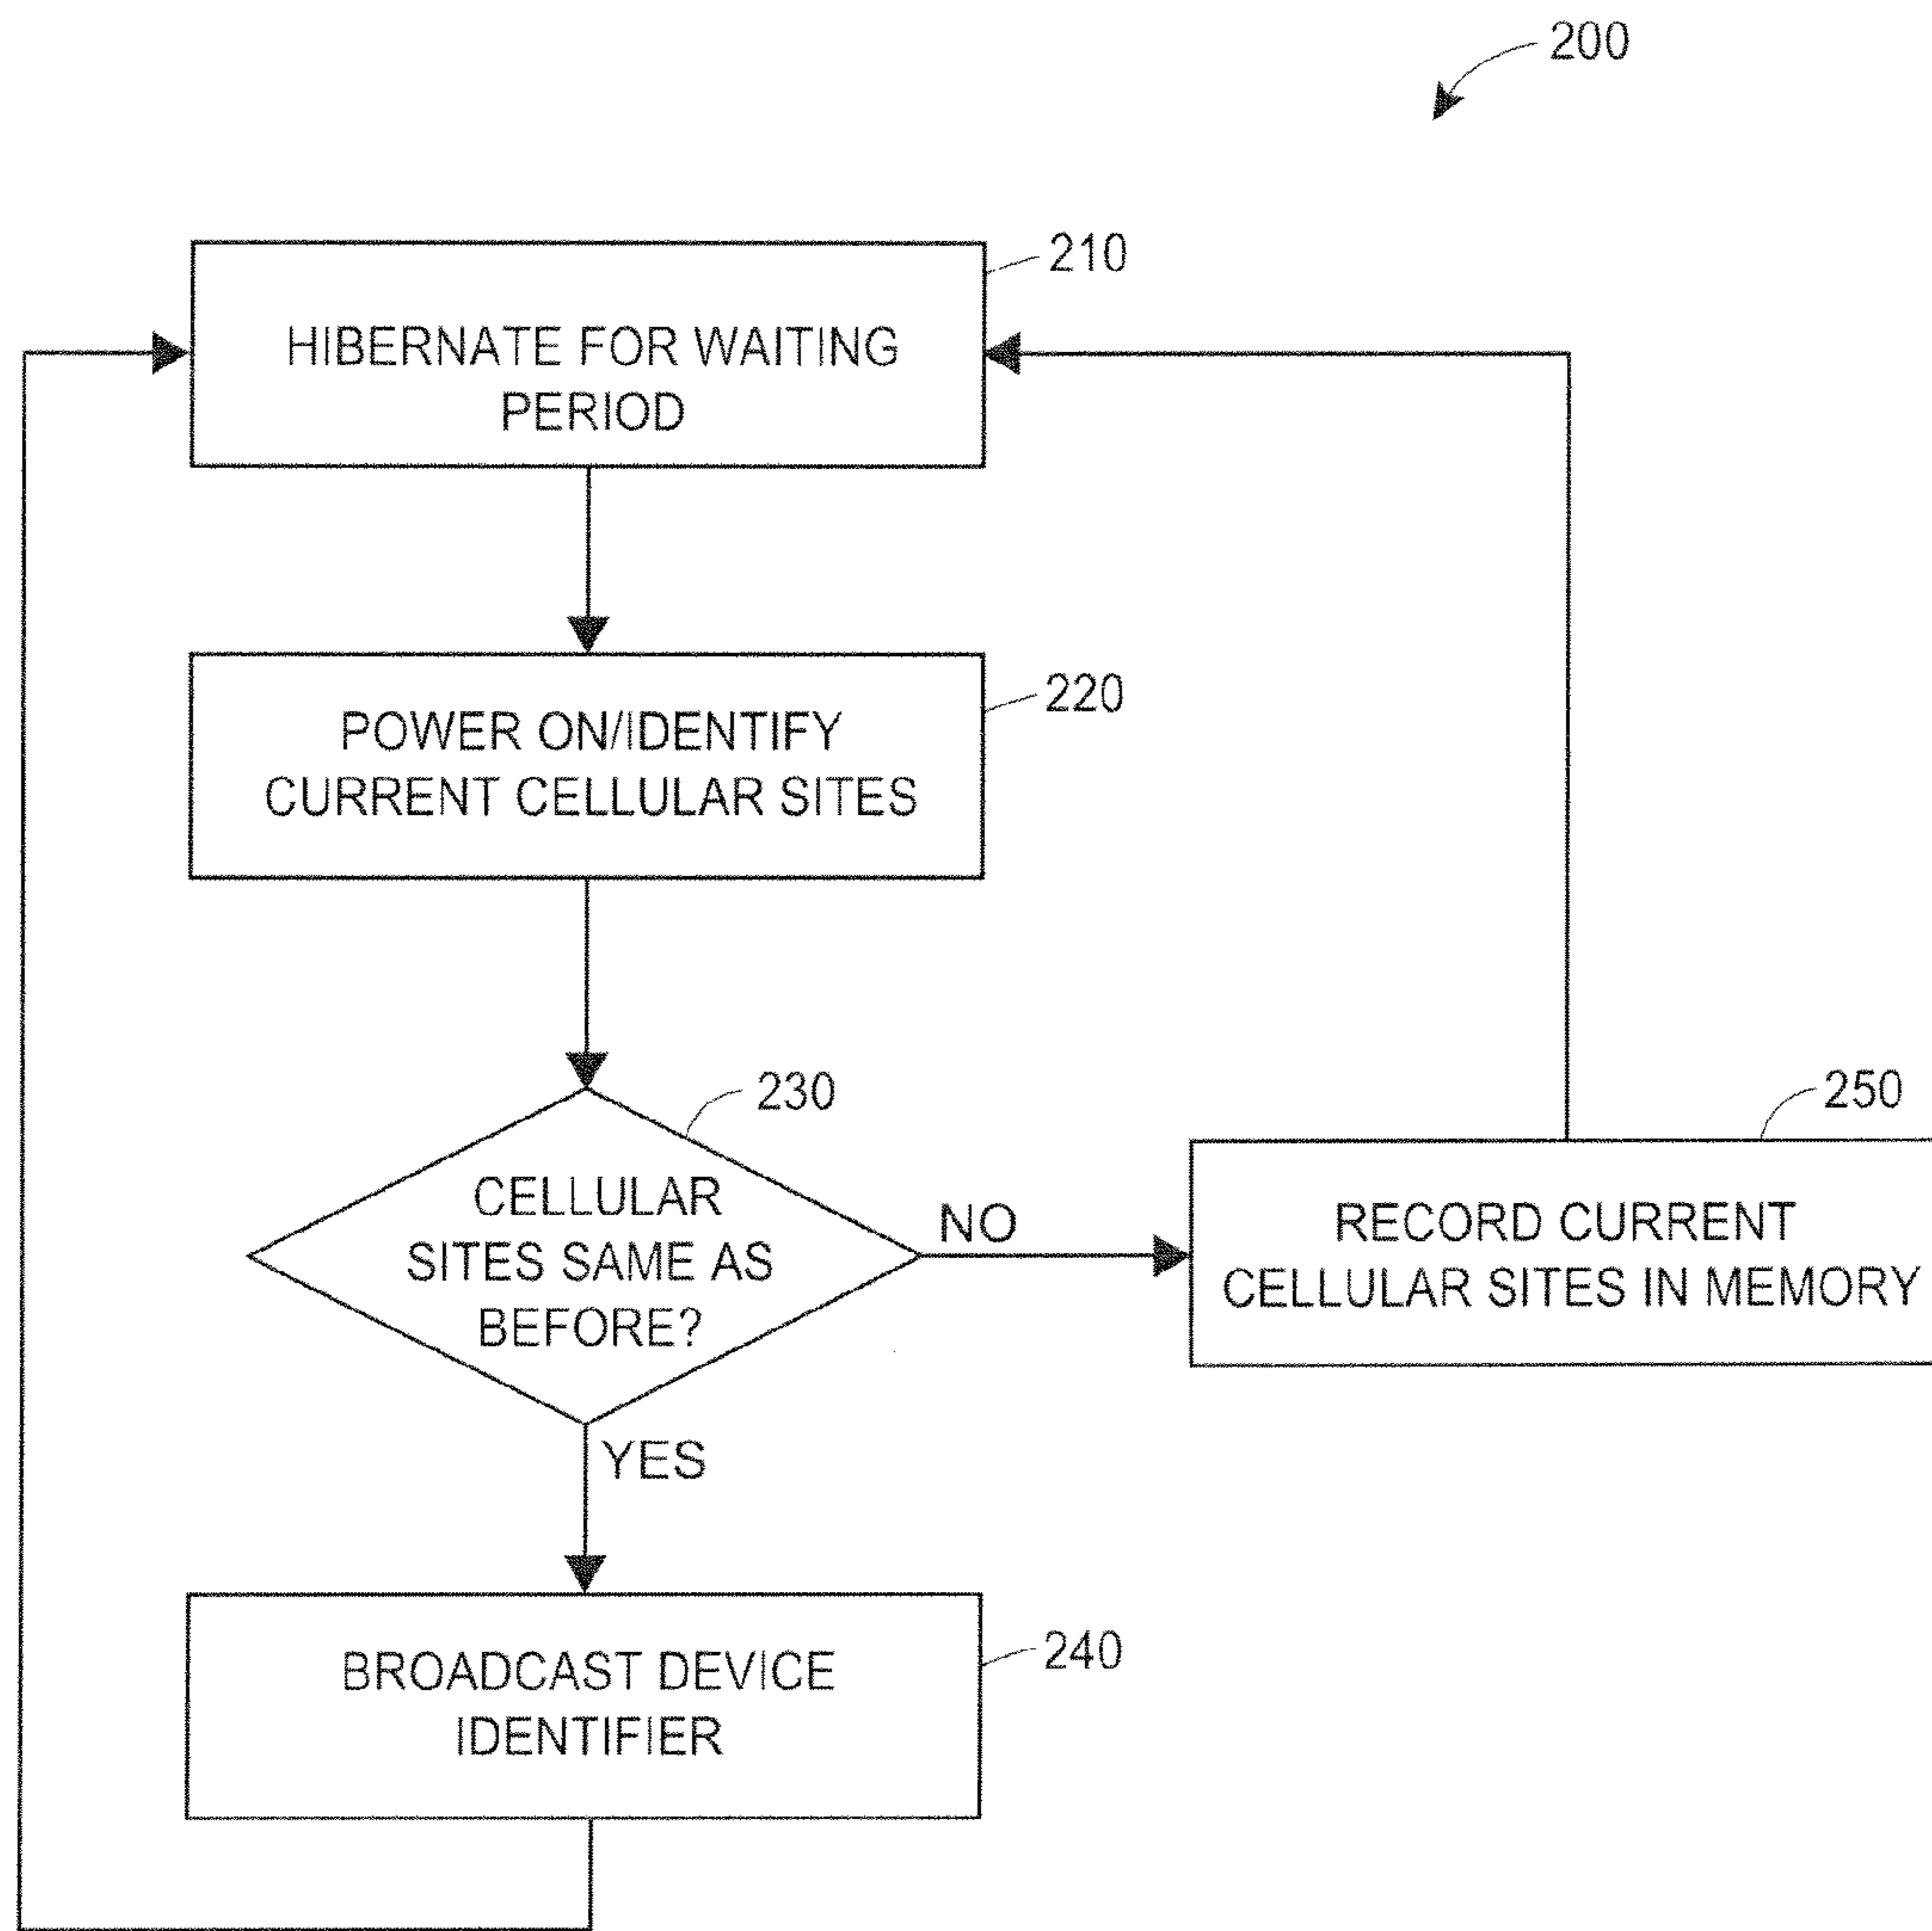 200
210
HIBERNATE FOR WAITING
PERIOD
220
POWER ON/IDENTIFY
CURRENT CELLULAR SITES
230
CELLULAR
SITES SAME AS
BEFORE?
NO
250
RECORD CURRENT
CELLULAR SITES IN MEMORY
YES
240
BROADCAST DEVICE
IDENTIFIER